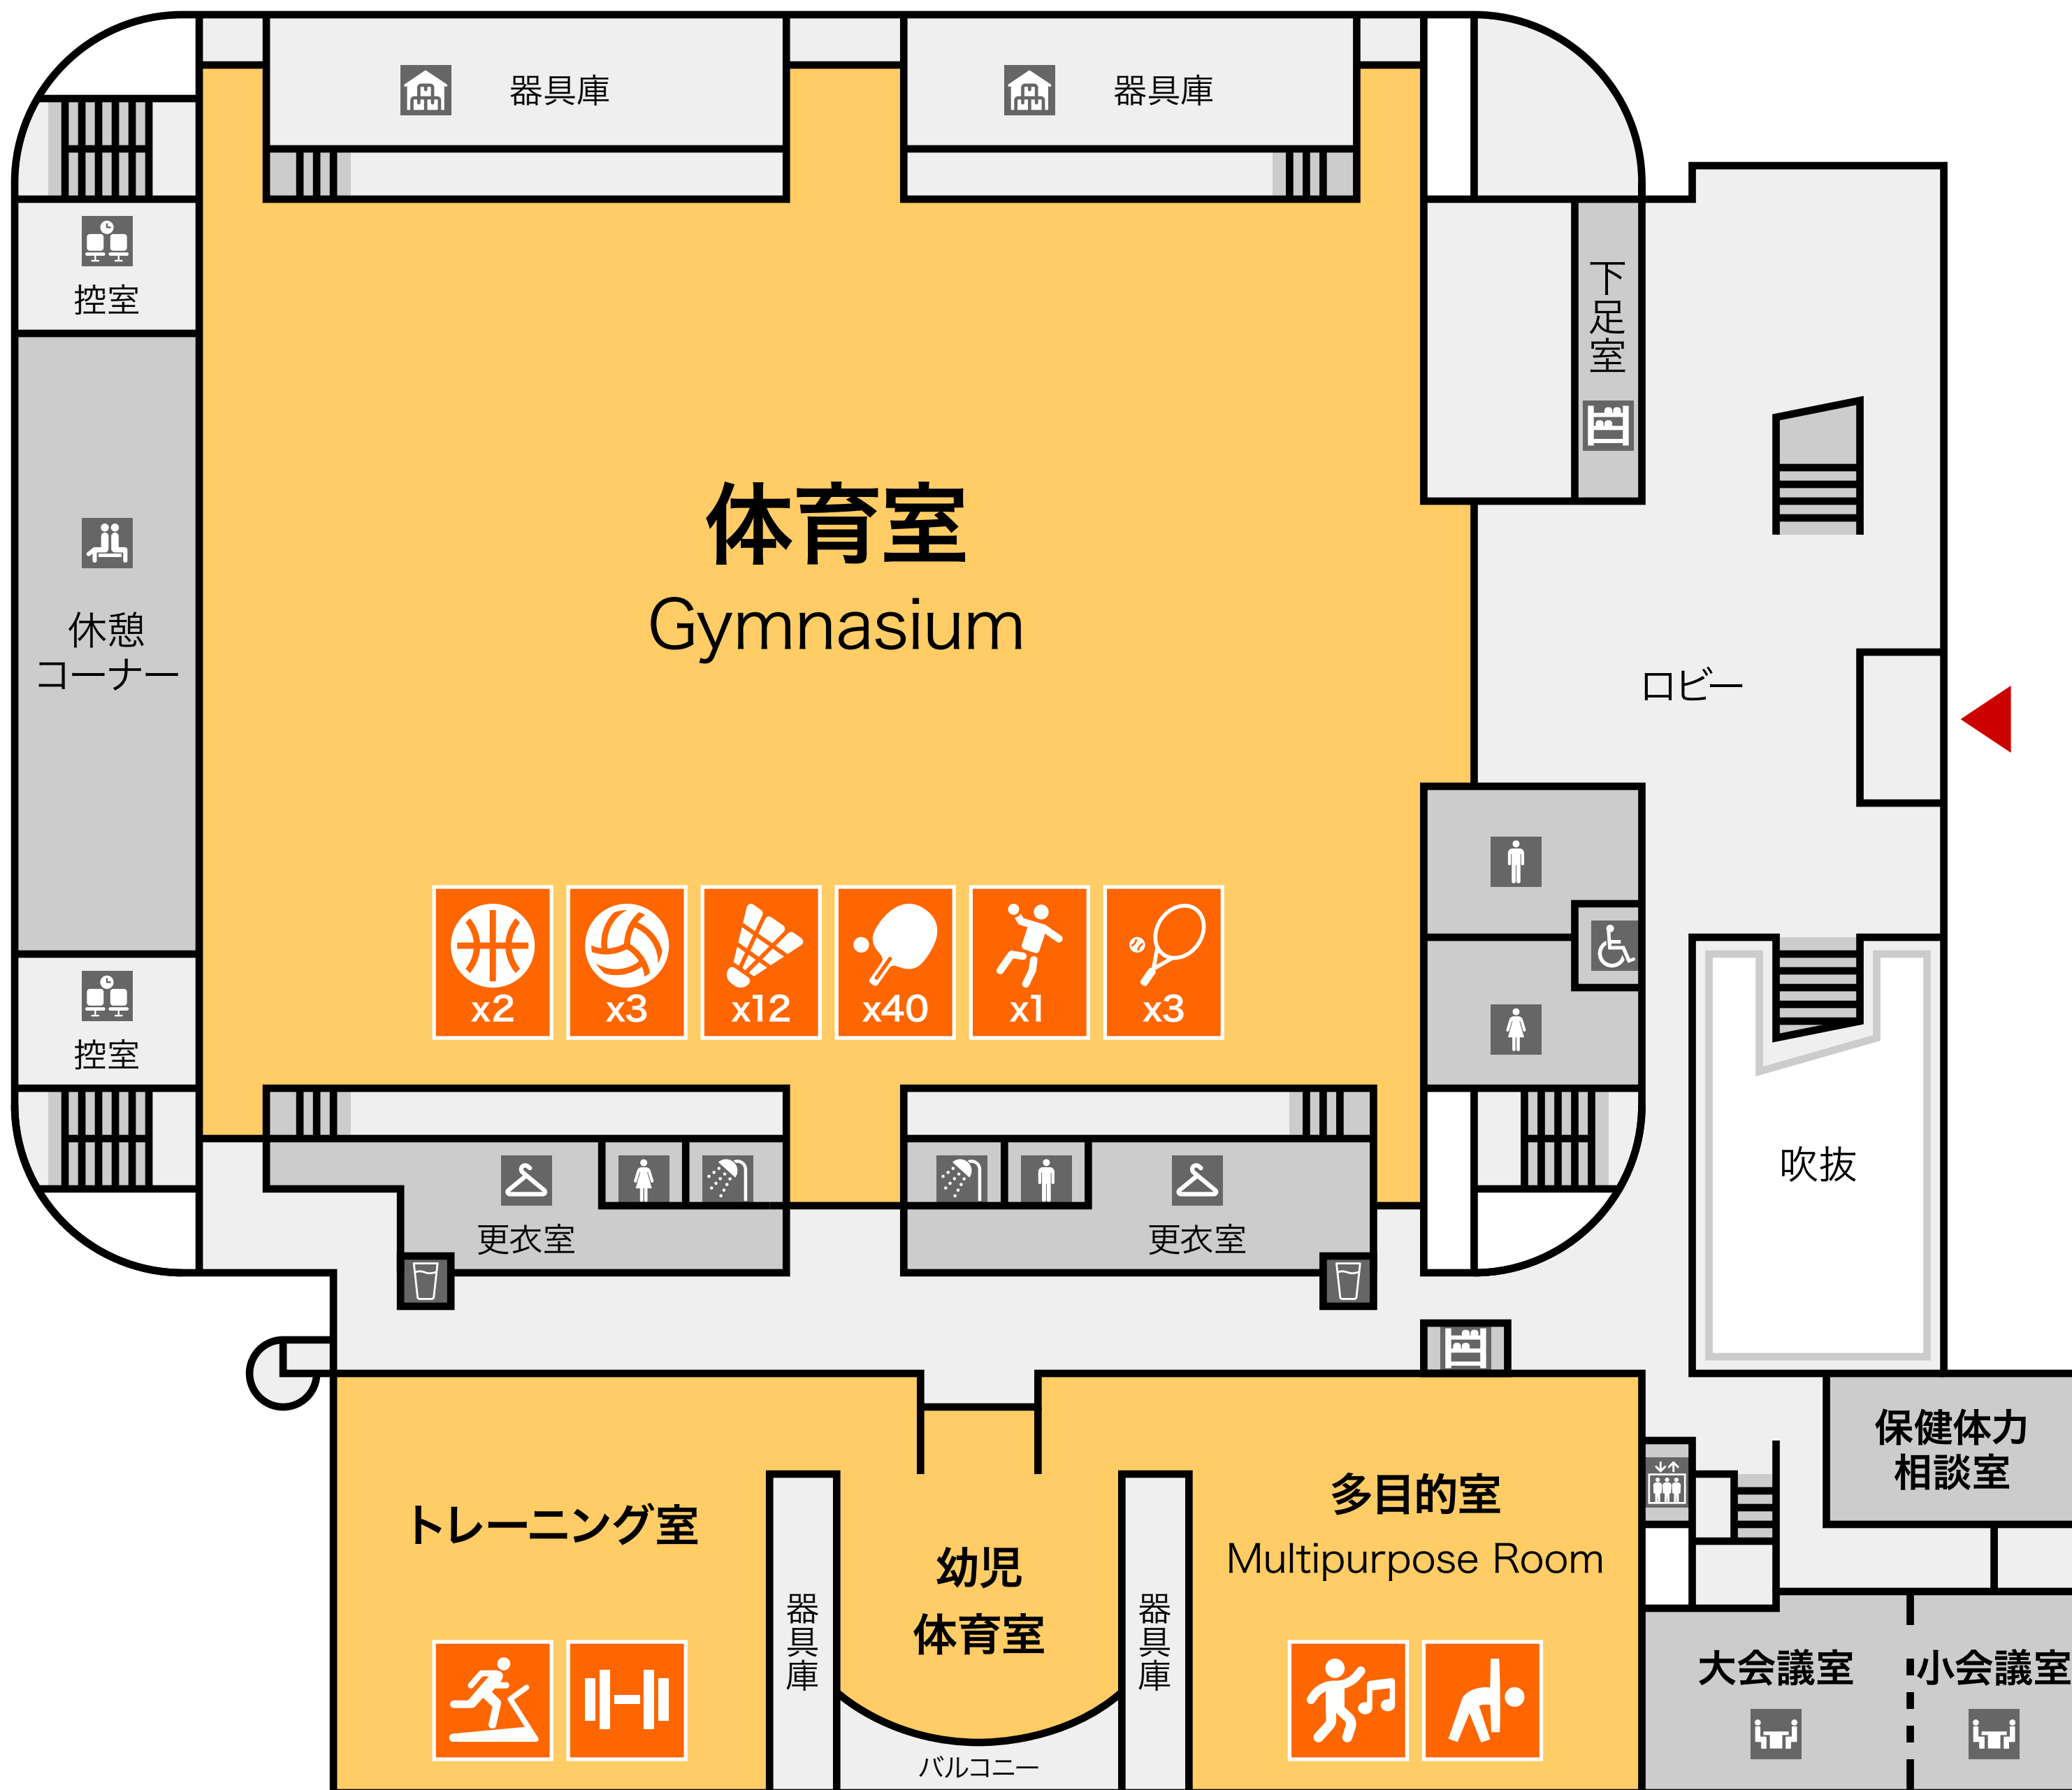 器具庫
器具庫
控室
下足室
体育室
Gymnasium
休憩
コーナー
ロビー
x2
x3
x12
x40
x1
x3
控室
吹抜
更衣室
更衣室
保健体力
相談室
トレーニング室
多目的室
Multipurpose Room
幼児
体育室
器具庫
器具庫
大会議室
小会議室
バルコニー